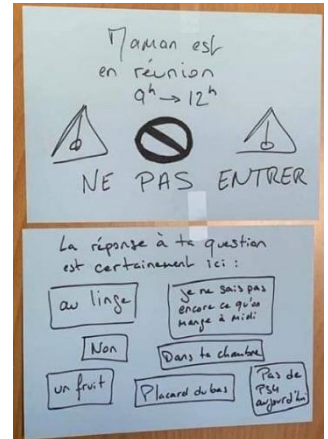 Maman est
en réunion
9h → 12h
NE PAS ENTRER
La réponse à ta question
est certainement ici :
au linge
je ne sais pas
encore ce qu'on
mange à midi
Non
Dans ta chambre
un fruit
Placard du bas
Pas de
PS4
aujourd'hui